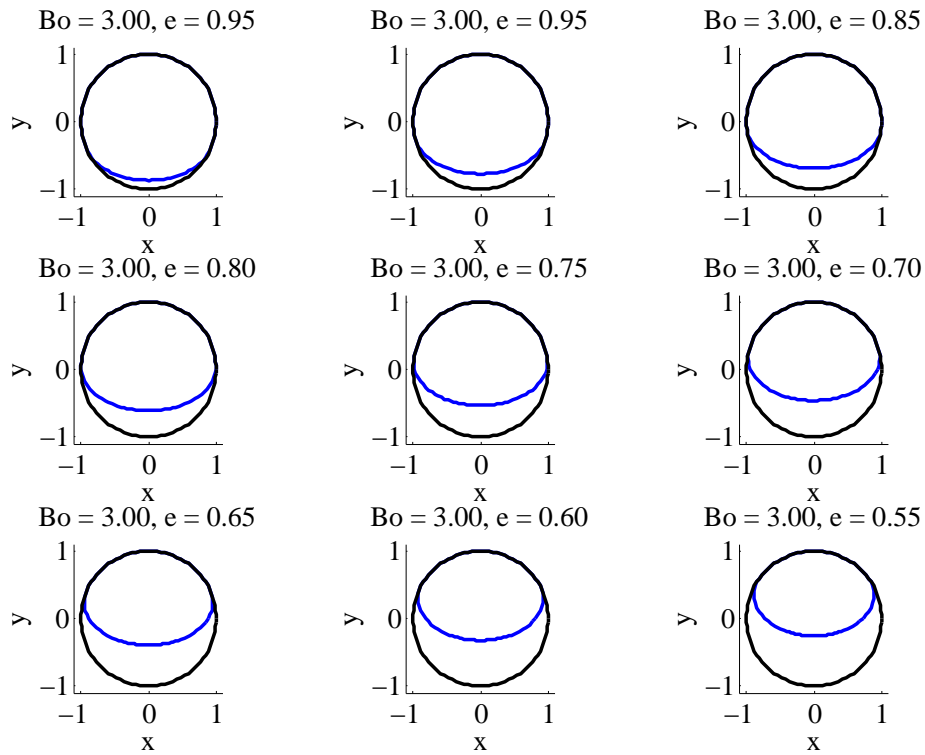 Bo = 3.00, e = 0.95
1
0
−1
y
−1 0 1
x
Bo = 3.00, e = 0.95
1
0
−1
y
−1 0 1
x
Bo = 3.00, e = 0.85
1
0
−1
y
−1 0 1
x
Bo = 3.00, e = 0.80
1
0
−1
y
−1 0 1
x
Bo = 3.00, e = 0.75
1
0
−1
y
−1 0 1
x
Bo = 3.00, e = 0.70
1
0
−1
y
−1 0 1
x
Bo = 3.00, e = 0.65
1
0
−1
y
−1 0 1
x
Bo = 3.00, e = 0.60
1
0
−1
y
−1 0 1
x
Bo = 3.00, e = 0.55
1
0
−1
y
−1 0 1
x